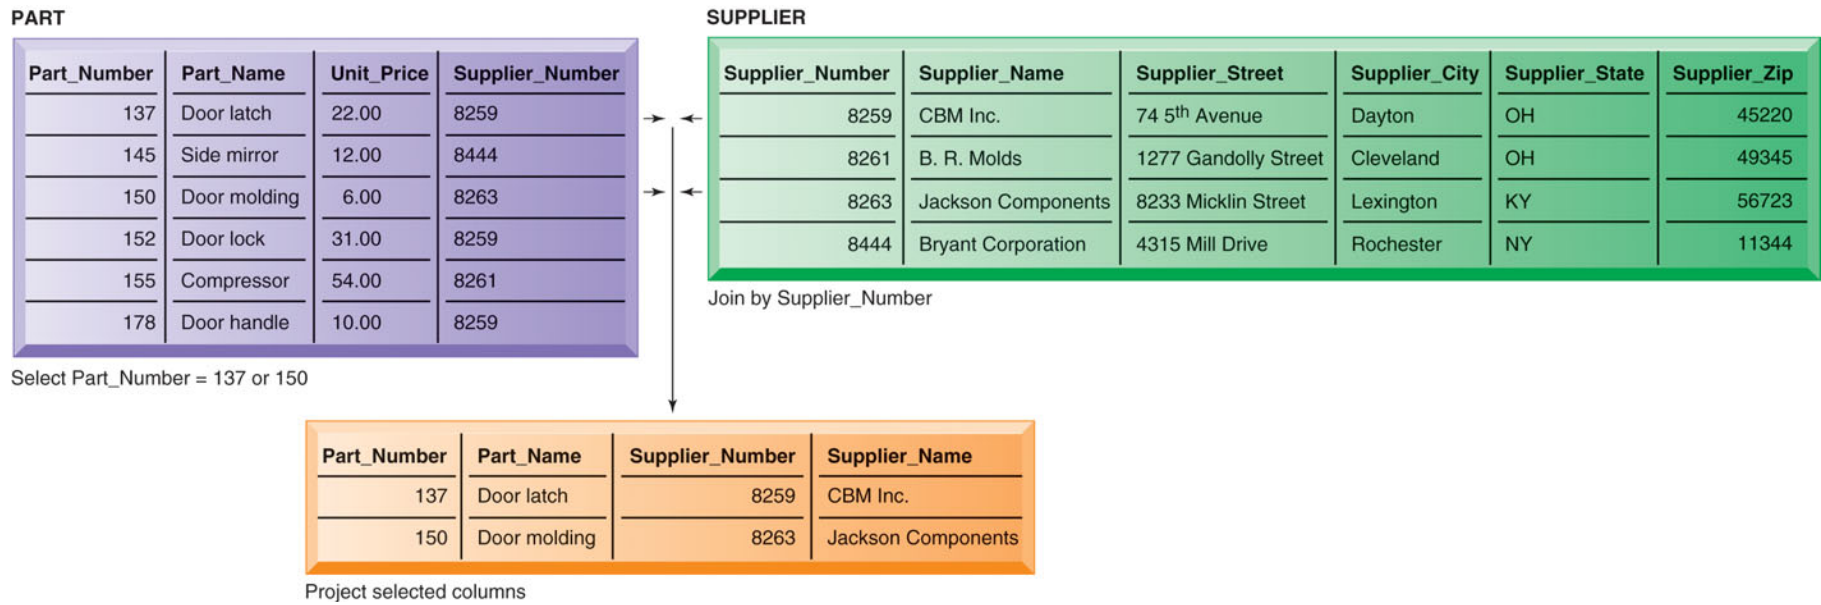 PART
Part_Number Part_Name Unit_Price Supplier_Number
137 Door latch 22.00 8259
145 Side mirror 12.00 8444
150 Door molding 6.00 8263
152 Door lock 31.00 8259
155 Compressor 54.00 8261
178 Door handle 10.00 8259
Select Part_Number = 137 or 150
SUPPLIER
Supplier_Number Supplier_Name Supplier_Street Supplier_City Supplier_State Supplier_Zip
8259 CBM Inc. 74 5th Avenue Dayton OH 45220
8261 B. R. Molds 1277 Gandolly Street Cleveland OH 49345
8263 Jackson Components 8233 Micklin Street Lexington KY 56723
8444 Bryant Corporation 4315 Mill Drive Rochester NY 11344
Join by Supplier_Number
Part_Number Part_Name Supplier_Number Supplier_Name
137 Door latch 8259 CBM Inc.
150 Door molding 8263 Jackson Components
Project selected columns